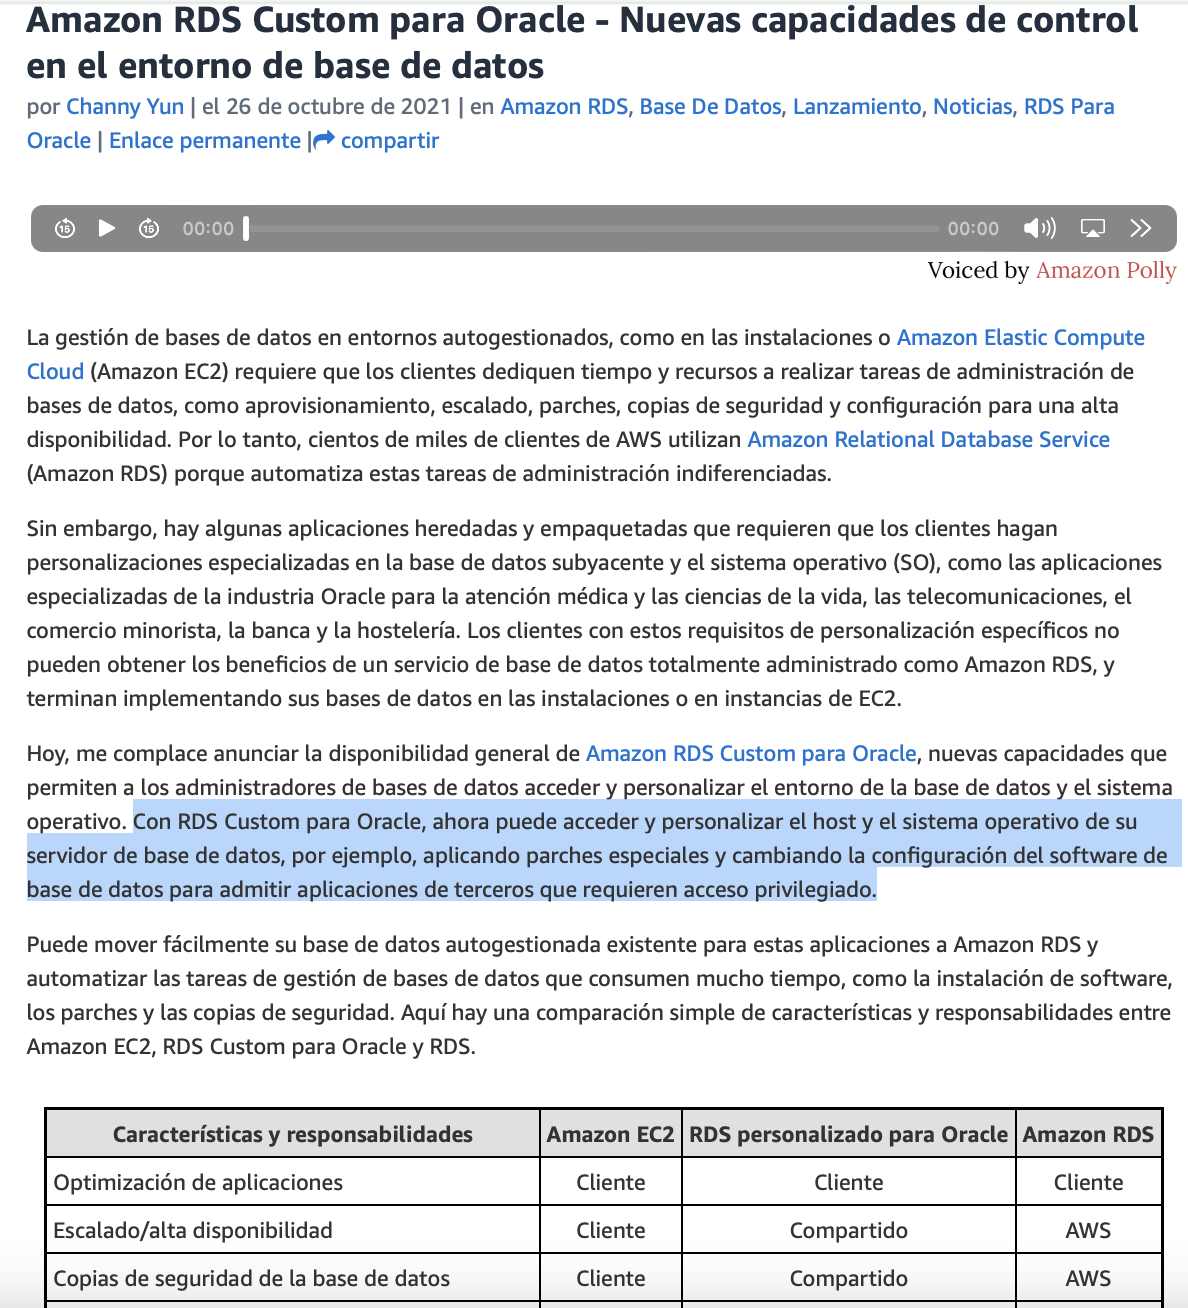 Amazon RDS Custom para Oracle - Nuevas capacidades de control
en el entorno de base de datos
por Channy Yun | el 26 de octubre de 2021 | en Amazon RDS, Base De Datos, Lanzamiento, Noticias, RDS Para
Oracle | Enlace permanente | compartir
15 15 00:00 00:00
Voiced by Amazon Polly
La gestión de bases de datos en entornos autogestionados, como en las instalaciones o Amazon Elastic Compute
Cloud (Amazon EC2) requiere que los clientes dediquen tiempo y recursos a realizar tareas de administración de
bases de datos, como aprovisionamiento, escalado, parches, copias de seguridad y configuración para una alta
disponibilidad. Por lo tanto, cientos de miles de clientes de AWS utilizan Amazon Relational Database Service
(Amazon RDS) porque automatiza estas tareas de administración indiferenciadas.
Sin embargo, hay algunas aplicaciones heredadas y empaquetadas que requieren que los clientes hagan
personalizaciones especializadas en la base de datos subyacente y el sistema operativo (SO), como las aplicaciones
especializadas de la industria Oracle para la atención médica y las ciencias de la vida, las telecomunicaciones, el
comercio minorista, la banca y la hostelería. Los clientes con estos requisitos de personalización específicos no
pueden obtener los beneficios de un servicio de base de datos totalmente administrado como Amazon RDS, y
terminan implementando sus bases de datos en las instalaciones o en instancias de EC2.
Hoy, me complace anunciar la disponibilidad general de Amazon RDS Custom para Oracle, nuevas capacidades que
permiten a los administradores de bases de datos acceder y personalizar el entorno de la base de datos y el sistema
operativo. Con RDS Custom para Oracle, ahora puede acceder y personalizar el host y el sistema operativo de su
servidor de base de datos, por ejemplo, aplicando parches especiales y cambiando la configuración del software de
base de datos para admitir aplicaciones de terceros que requieren acceso privilegiado.
Puede mover fácilmente su base de datos autogestionada existente para estas aplicaciones a Amazon RDS y
automatizar las tareas de gestión de bases de datos que consumen mucho tiempo, como la instalación de software,
los parches y las copias de seguridad. Aquí hay una comparación simple de características y responsabilidades entre
Amazon EC2, RDS Custom para Oracle y RDS.
Características y responsabilidades Amazon EC2 RDS personalizado para Oracle Amazon RDS
Optimización de aplicaciones Cliente Cliente Cliente
Escalado/alta disponibilidad Cliente Compartido AWS
Copias de seguridad de la base de datos Cliente Compartido AWS